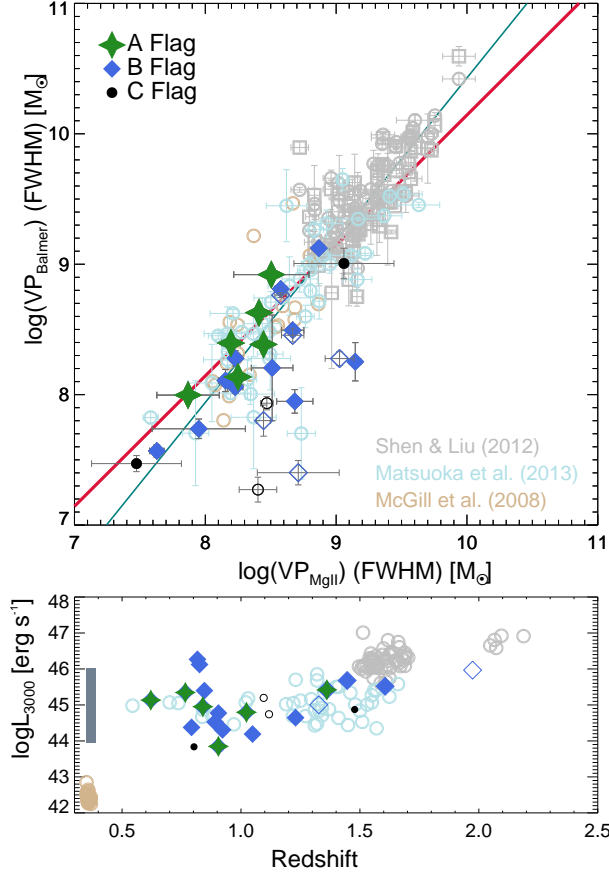 11
A Flag
B Flag
C Flag
10
log(VP_Balmer) (FWHM) [M_⊙]
9
8
Shen & Liu (2012)
Matsuoka et al. (2013)
McGill et al. (2008)
7
7 8 9 10 11
log(VP_MgII) (FWHM) [M_⊙]
48
47
46
45
44
43
42
logL_3000 [erg s⁻¹]
0.5 1.0 1.5 2.0 2.5
Redshift